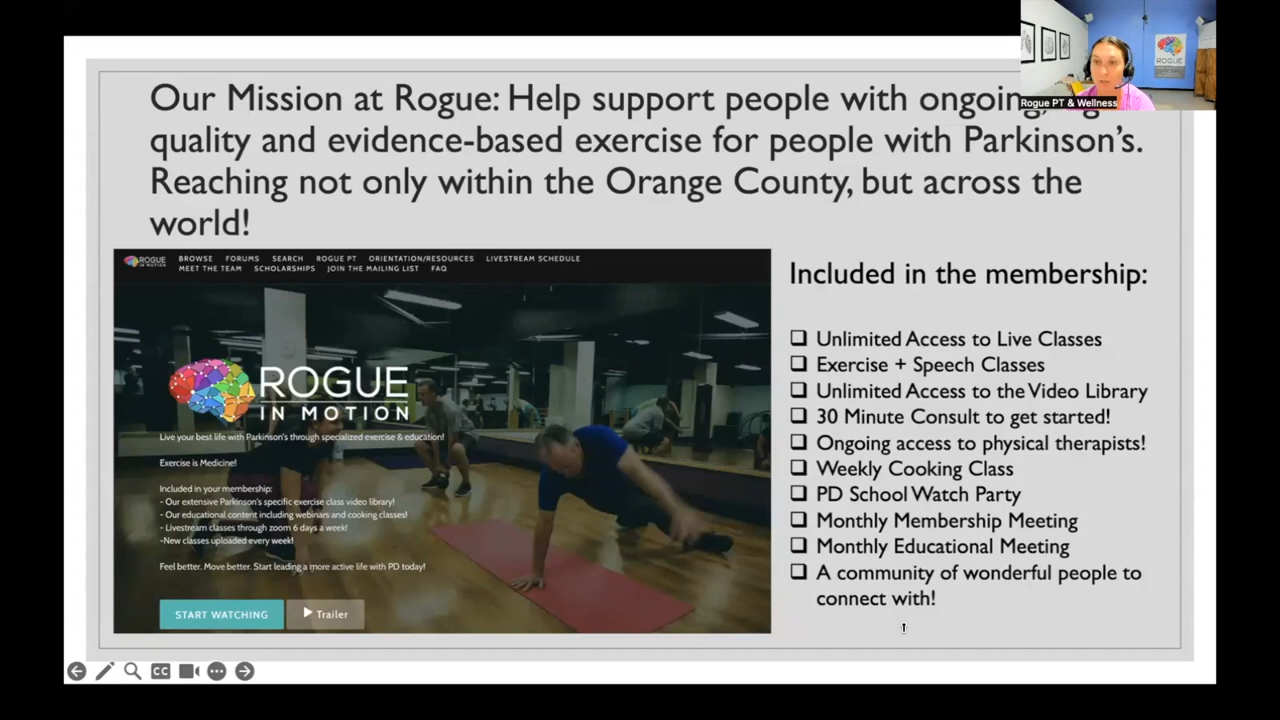 Our Mission at Rogue: Help support people with ongoing,
quality and evidence-based exercise for people with Parkinson's.
Reaching not only within the Orange County, but across the
world!
ROGUE
Rogue PT & Wellness
ROGUE
IN MOTION
BROWSE FORUMS SEARCH ROGUE PT ORIENTATION/RESOURCES LIVESTREAM SCHEDULE
MEET THE TEAM SCHOLARSHIPS JOIN THE MAILING LIST FAQ
ROGUE
IN MOTION
Live your best life with Parkinson's through specialized exercise & education!
Exercise is Medicine!
Included in your membership:
- Our extensive Parkinson's specific exercise class video library!
- Our educational content including webinars and cooking classes!
- Livestream classes through zoom 6 days a week!
-New classes uploaded every week!
Feel better. Move better. Start leading a more active life with PD today!
START WATCHING
Trailer
Included in the membership:
Unlimited Access to Live Classes
Exercise + Speech Classes
Unlimited Access to the Video Library
30 Minute Consult to get started!
Ongoing access to physical therapists!
Weekly Cooking Class
PD School Watch Party
Monthly Membership Meeting
Monthly Educational Meeting
A community of wonderful people to
connect with!
CC